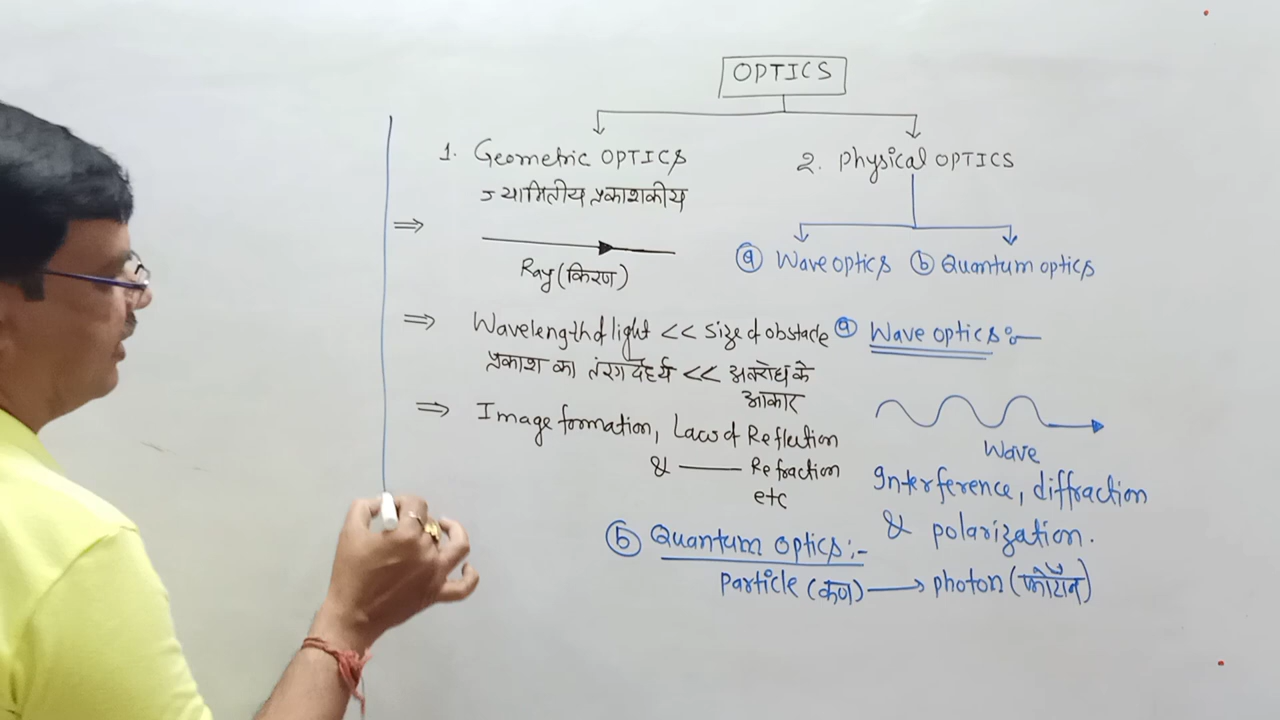 OPTICS
1. Geometric OPTICS
ज्यामितीय प्रकाशकीय
⇒
Ray (किरण)
⇒ Wavelength of light << Size of obstacle
प्रकाश का तंरगदैर्ध्य << अवरोध के
आकार
⇒ Image formation, Laws of Reflection
& —— Refraction
etc
2. Physical OPTICS
ⓐ Wave optics ⓑ Quantum optics
ⓐ Wave optics :-
Wave
Interference, diffraction
& polarization.
ⓑ Quantum optics :-
Particle (कण) → photon (फोटॉन)